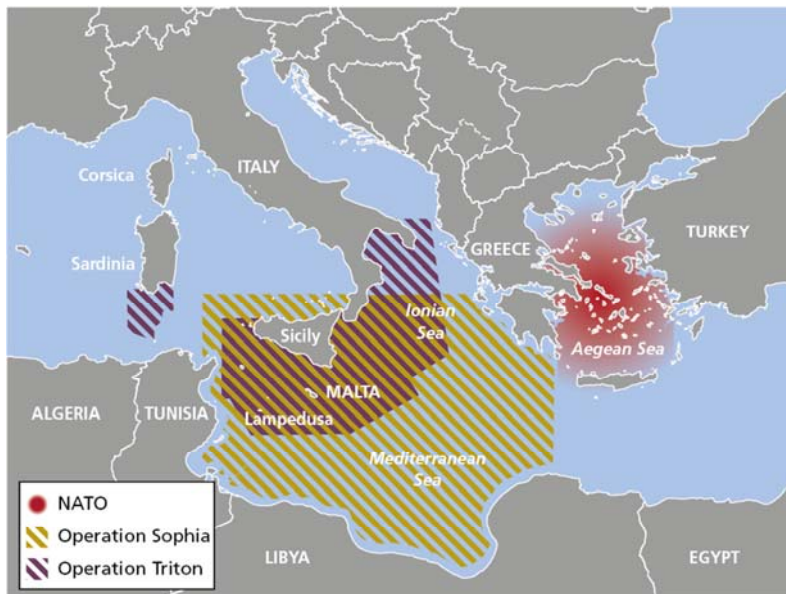 Corsica
ITALY
Sardinia
GREECE
TURKEY
Ionian
Sea
Sicily
Aegean Sea
MALTA
Lampedusa
ALGERIA
TUNISIA
Mediterranean
Sea
NATO
Operation Sophia
Operation Triton
LIBYA
EGYPT